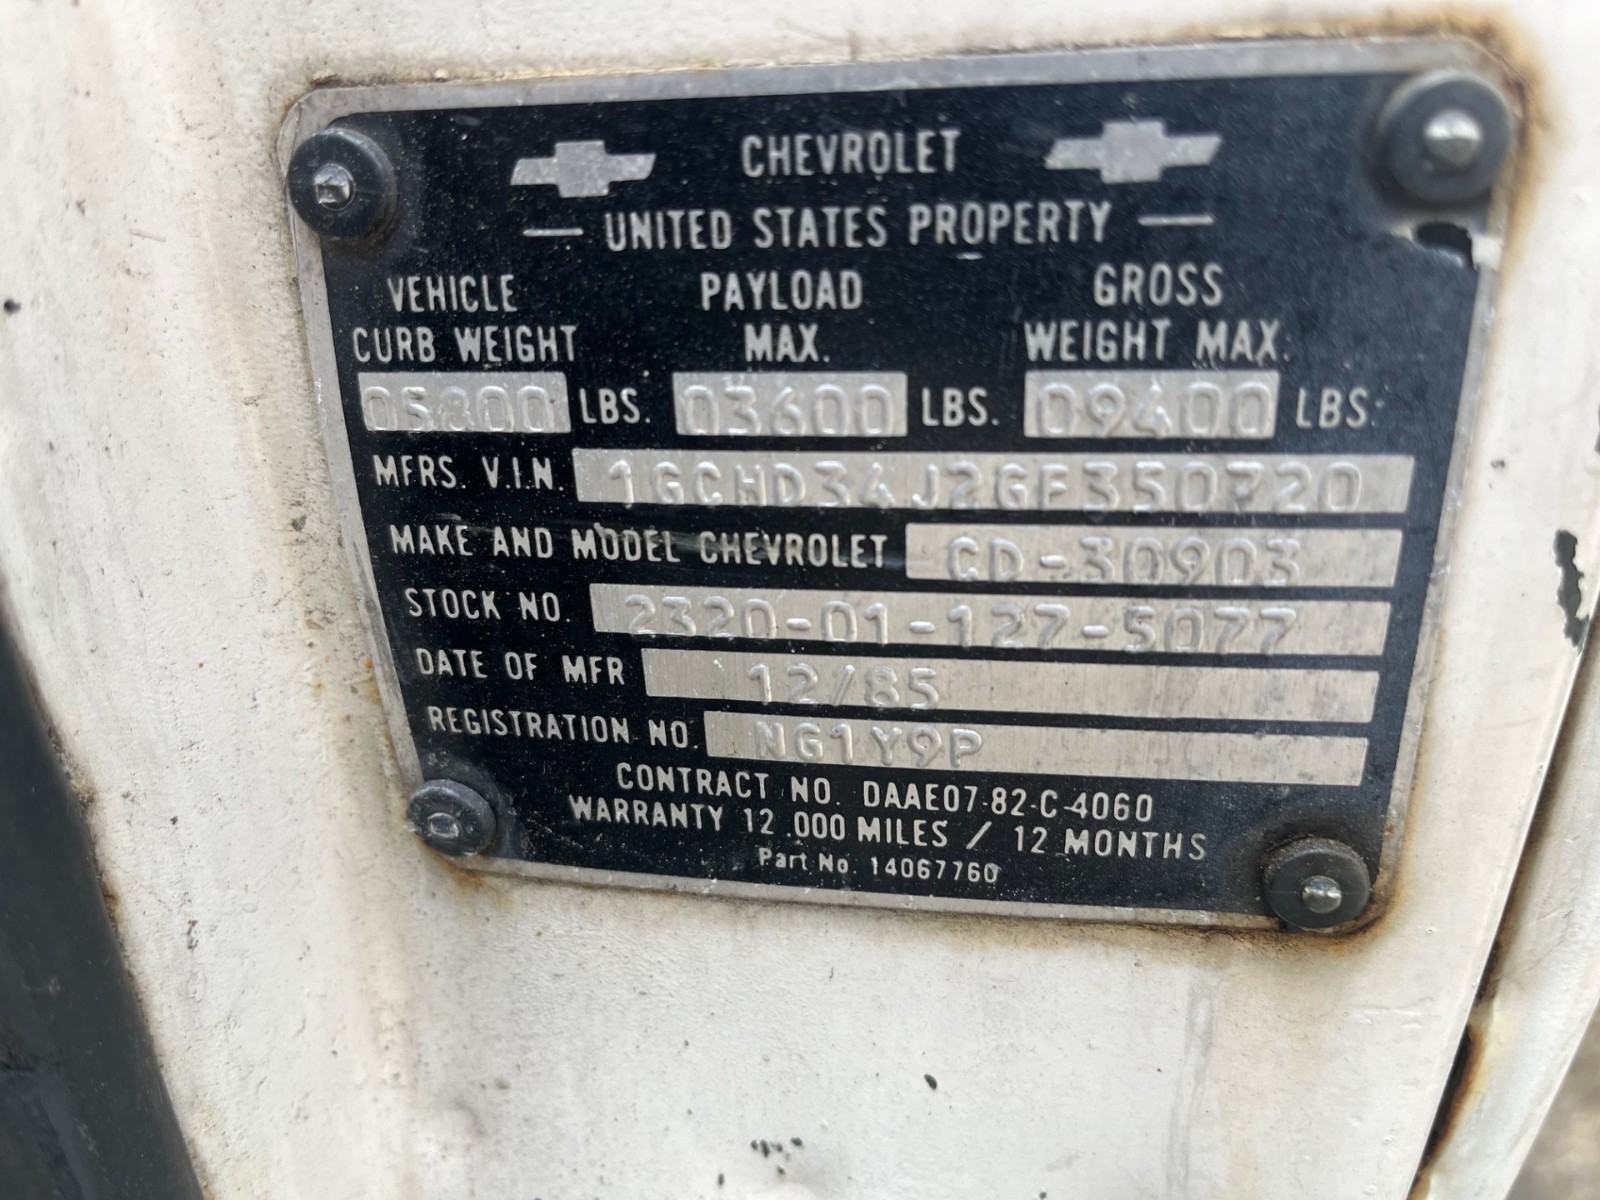 CHEVROLET
UNITED STATES PROPERTY
VEHICLE PAYLOAD GROSS
CURB WEIGHT MAX. WEIGHT MAX.
05800 LBS. 03600 LBS. 09400 LBS.
MFRS. V.I.N. 1GCHD34J2GF350720
MAKE AND MODEL CHEVROLET CD-30903
STOCK NO. 2320-01-127-5077
DATE OF MFR 12/85
REGISTRATION NO. NG1Y9P
CONTRACT NO. DAAE07-82-C-4060
WARRANTY 12.000 MILES / 12 MONTHS
Part No. 14067760